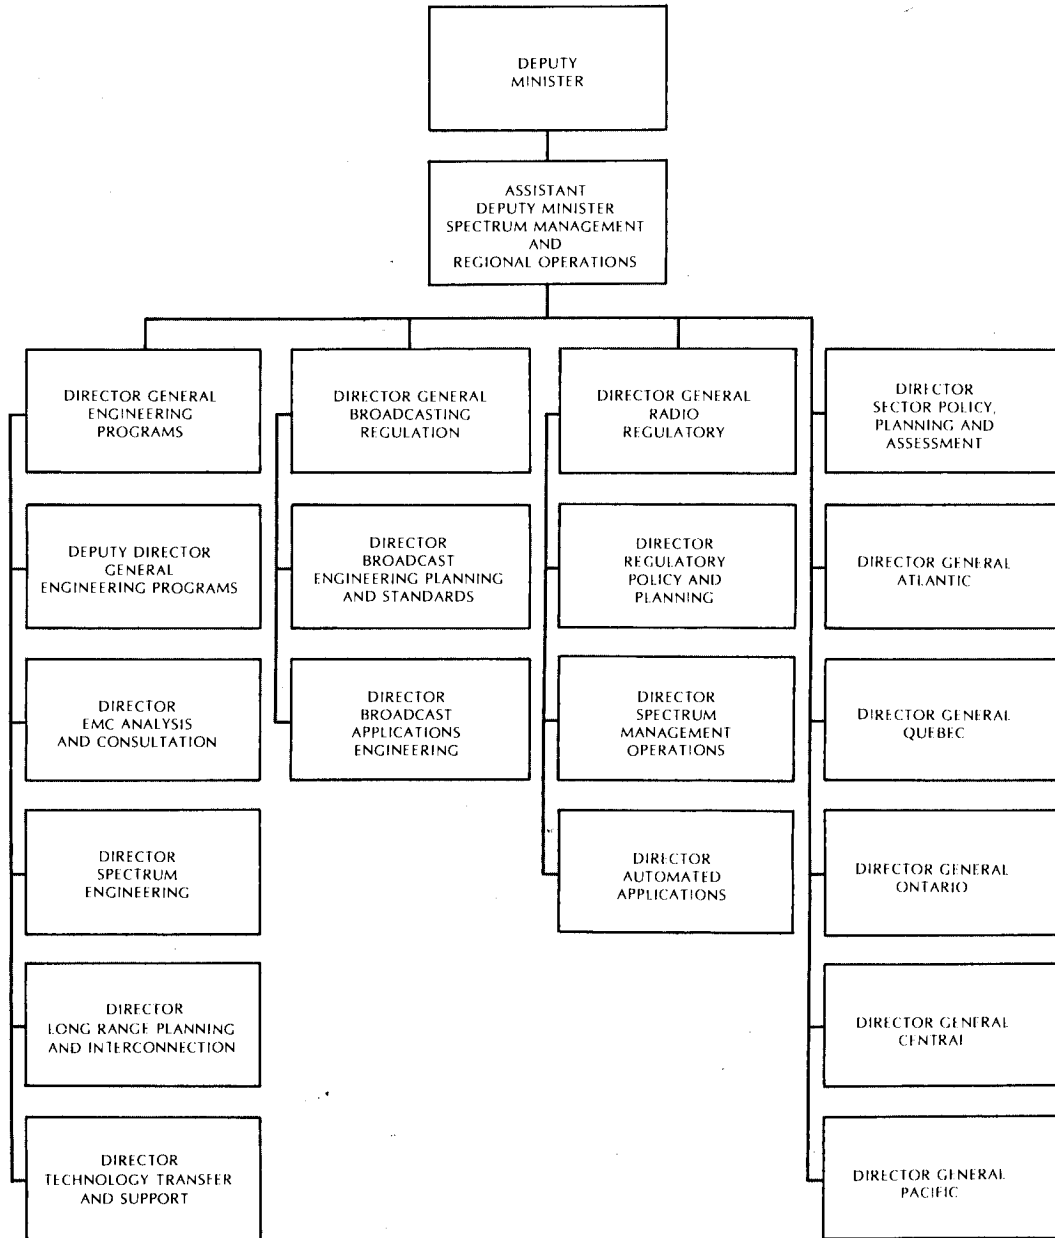 DEPUTY
MINISTER
ASSISTANT
DEPUTY MINISTER
SPECTRUM MANAGEMENT
AND
REGIONAL OPERATIONS
DIRECTOR GENERAL
ENGINEERING
PROGRAMS
DEPUTY DIRECTOR
GENERAL
ENGINEERING PROGRAMS
DIRECTOR
EMC ANALYSIS
AND CONSULTATION
DIRECTOR
SPECTRUM
ENGINEERING
DIRECTOR
LONG RANGE PLANNING
AND INTERCONNECTION
DIRECTOR
TECHNOLOGY TRANSFER
AND SUPPORT
DIRECTOR GENERAL
BROADCASTING
REGULATION
DIRECTOR
BROADCAST
ENGINEERING PLANNING
AND STANDARDS
DIRECTOR
BROADCAST
APPLICATIONS
ENGINEERING
DIRECTOR GENERAL
RADIO
REGULATORY
DIRECTOR
REGULATORY
POLICY AND
PLANNING
DIRECTOR
SPECTRUM
MANAGEMENT
OPERATIONS
DIRECTOR
AUTOMATED
APPLICATIONS
DIRECTOR
SECTOR POLICY,
PLANNING AND
ASSESSMENT
DIRECTOR GENERAL
ATLANTIC
DIRECTOR GENERAL
QUEBEC
DIRECTOR GENERAL
ONTARIO
DIRECTOR GENERAL
CENTRAL
DIRECTOR GENERAL
PACIFIC